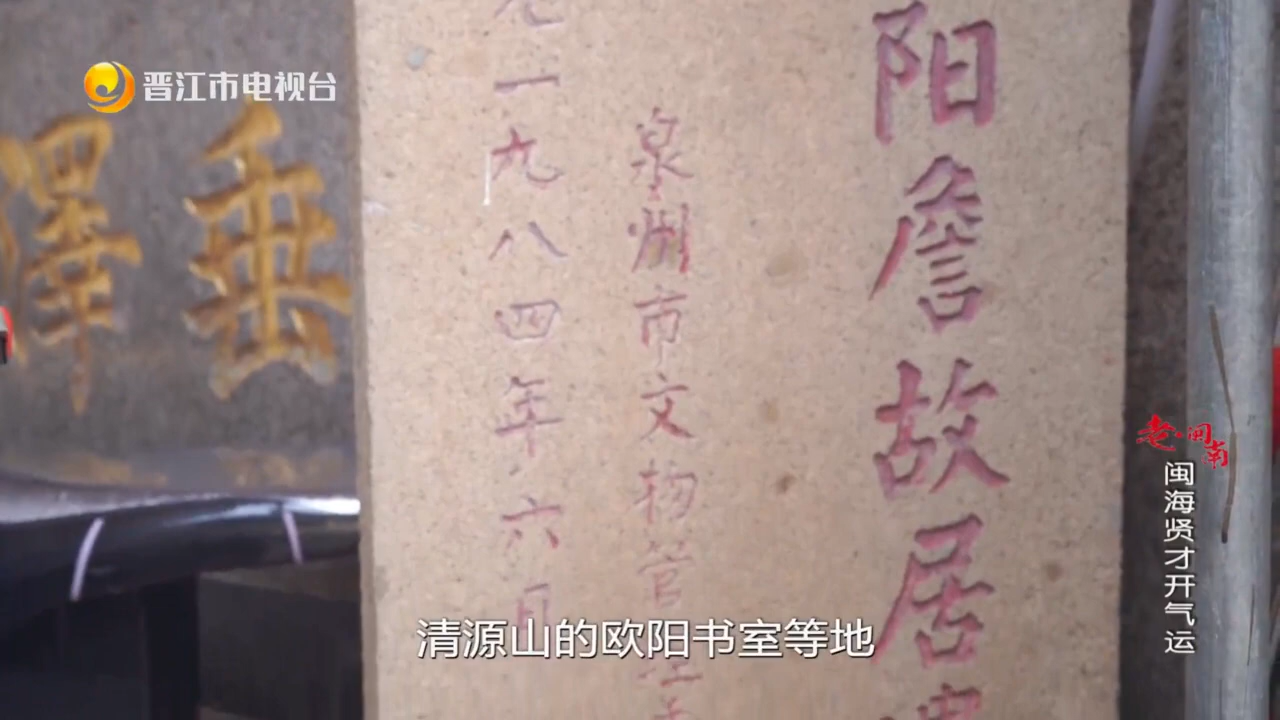 晋江市电视台
阳詹故居
泉州市文物管
一九八四年六月
垂
澤
老·闽南
闽海贤才开气运
清源山的欧阳书室等地